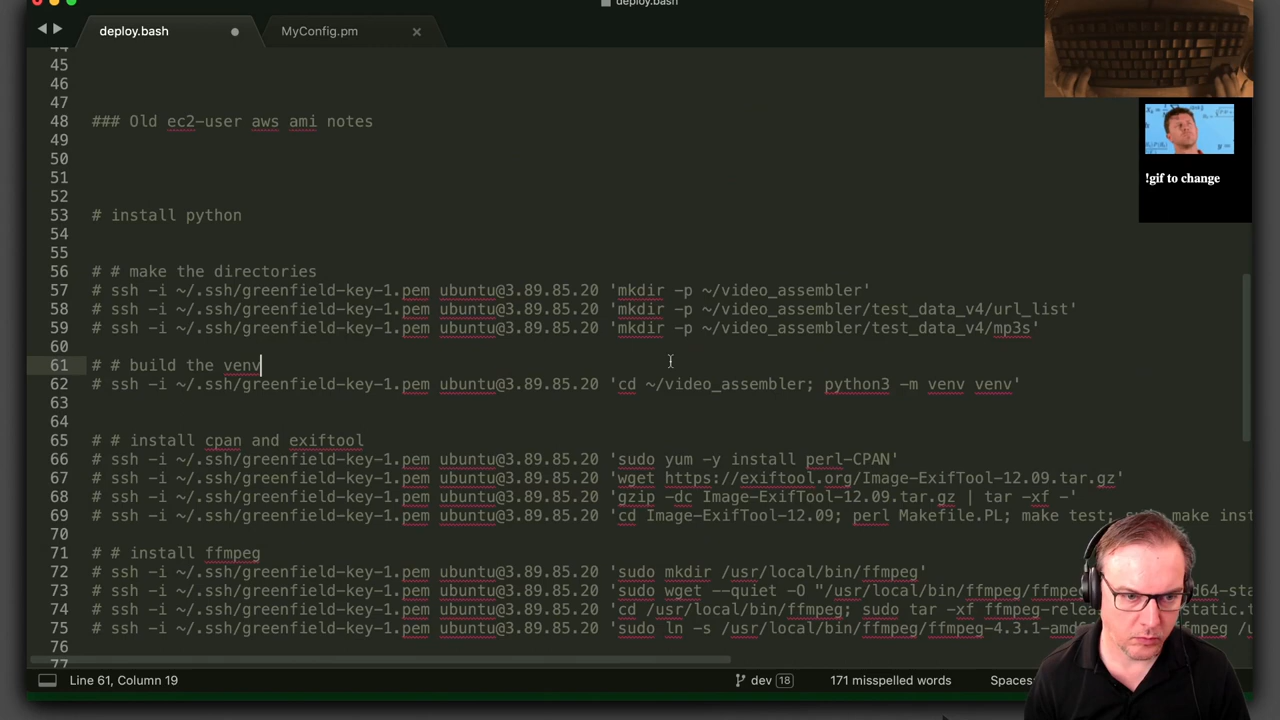 deploy.bash
deploy.bash
MyConfig.pm
44
45
46
47
48 ### Old ec2-user aws ami notes
49
50
51
52
53 # install python
54
55
56 # # make the directories
57 # ssh -i ~/.ssh/greenfield-key-1.pem ubuntu@3.89.85.20 'mkdir -p ~/video_assembler'
58 # ssh -i ~/.ssh/greenfield-key-1.pem ubuntu@3.89.85.20 'mkdir -p ~/video_assembler/test_data_v4/url_list'
59 # ssh -i ~/.ssh/greenfield-key-1.pem ubuntu@3.89.85.20 'mkdir -p ~/video_assembler/test_data_v4/mp3s'
60
61 # # build the venv
62 # ssh -i ~/.ssh/greenfield-key-1.pem ubuntu@3.89.85.20 'cd ~/video_assembler; python3 -m venv venv'
63
64
65 # # install cpan and exiftool
66 # ssh -i ~/.ssh/greenfield-key-1.pem ubuntu@3.89.85.20 'sudo yum -y install perl-CPAN'
67 # ssh -i ~/.ssh/greenfield-key-1.pem ubuntu@3.89.85.20 'wget https://exiftool.org/Image-ExifTool-12.09.tar.gz'
68 # ssh -i ~/.ssh/greenfield-key-1.pem ubuntu@3.89.85.20 'gzip -dc Image-ExifTool-12.09.tar.gz | tar -xf -'
69 # ssh -i ~/.ssh/greenfield-key-1.pem ubuntu@3.89.85.20 'cd Image-ExifTool-12.09; perl Makefile.PL; make test; sudo make inst
70
71 # # install ffmpeg
72 # ssh -i ~/.ssh/greenfield-key-1.pem ubuntu@3.89.85.20 'sudo mkdir /usr/local/bin/ffmpeg'
73 # ssh -i ~/.ssh/greenfield-key-1.pem ubuntu@3.89.85.20 'sudo wget --quiet -O "/usr/local/bin/ffmpeg/ffmpe d64-sta
74 # ssh -i ~/.ssh/greenfield-key-1.pem ubuntu@3.89.85.20 'cd /usr/local/bin/ffmpeg; sudo tar -xf ffmpeg-relea static.t
75 # ssh -i ~/.ssh/greenfield-key-1.pem ubuntu@3.89.85.20 'sudo ln -s /usr/local/bin/ffmpeg/ffmpeg-4.3.1-amd6 ffmpeg /u
76
77
!gif to change
Line 61, Column 19
dev 18
171 misspelled words
Spaces